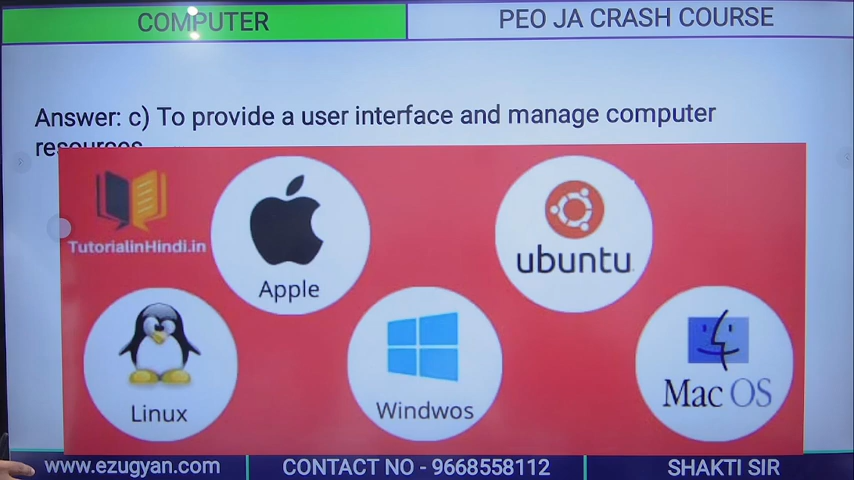 COMPUTER
PEO JA CRASH COURSE
Answer: c) To provide a user interface and manage computer
resources
TutorialinHindi.in
Apple
ubuntu
Linux
Windwos
Mac OS
www.ezugyan.com
CONTACT NO - 9668558112
SHAKTI SIR